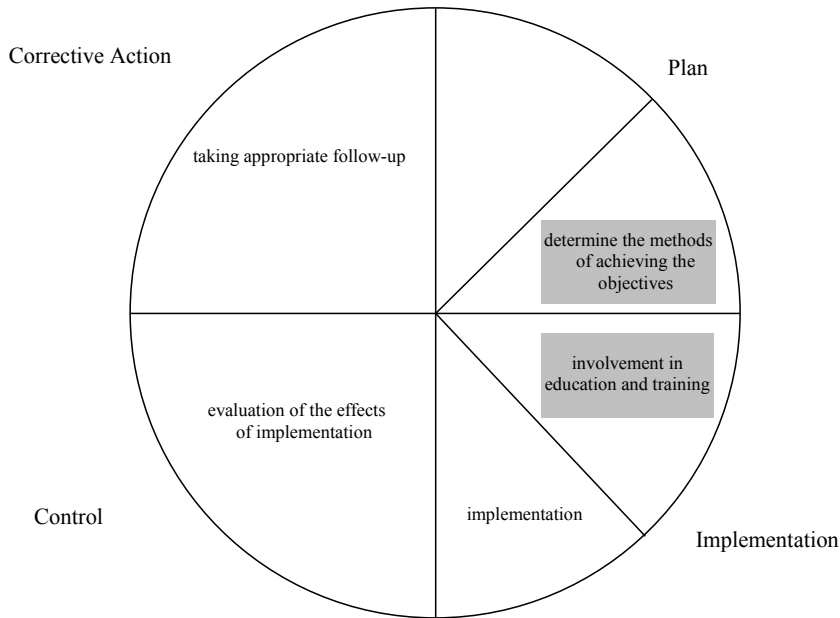 Corrective Action
Plan
taking appropriate follow-up
determine the methods
of achieving the
objectives
involvement in
education and training
evaluation of the effects
of implementation
implementation
Control
Implementation